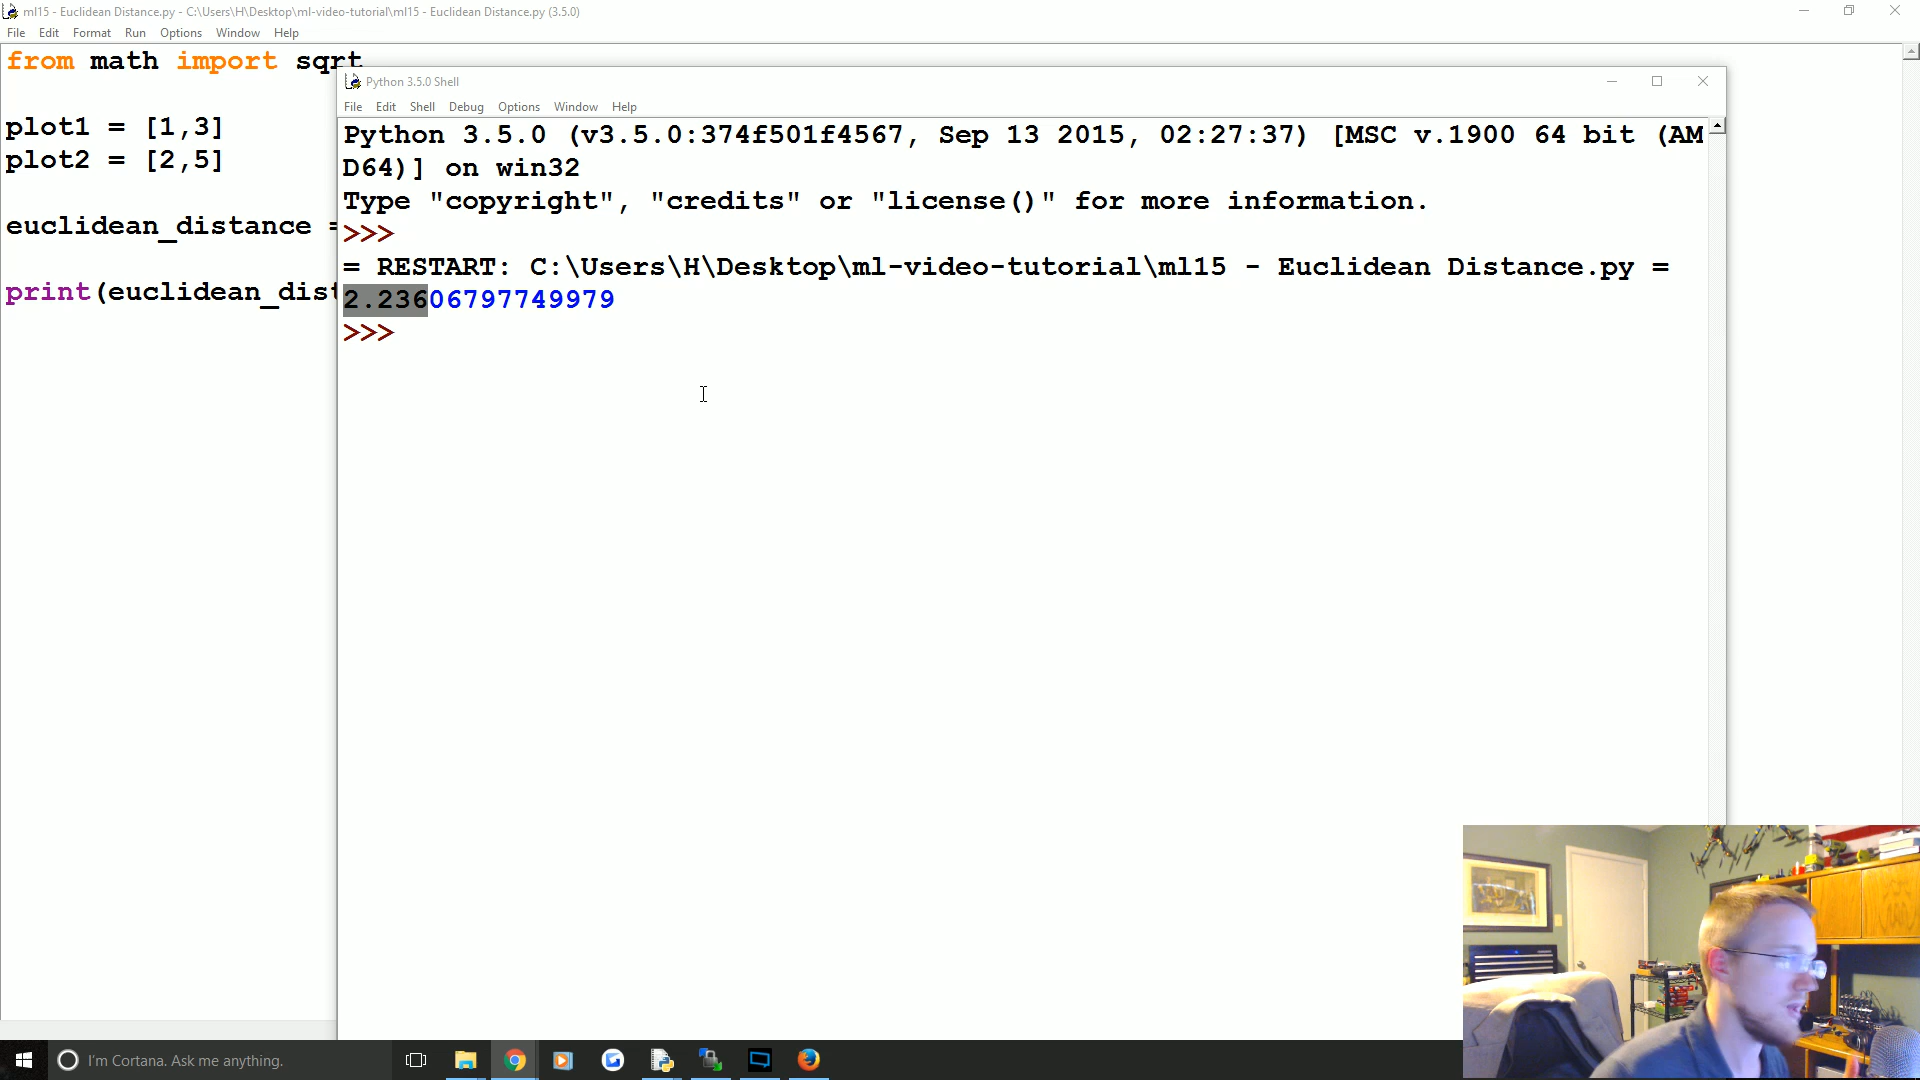 ml15 - Euclidean Distance.py - C:\Users\H\Desktop\ml-video-tutorial\ml15 - Euclidean Distance.py (3.5.0)
File Edit Format Run Options Window Help
from math import sqrt
plot1 = [1,3]
plot2 = [2,5]
euclidean_distance =
print(euclidean_dist
Python 3.5.0 Shell
File Edit Shell Debug Options Window Help
Python 3.5.0 (v3.5.0:374f501f4567, Sep 13 2015, 02:27:37) [MSC v.1900 64 bit (AM
D64)] on win32
Type "copyright", "credits" or "license()" for more information.
>>>
= RESTART: C:\Users\H\Desktop\ml-video-tutorial\ml15 - Euclidean Distance.py =
2.23606797749979
>>>
I'm Cortana. Ask me anything.